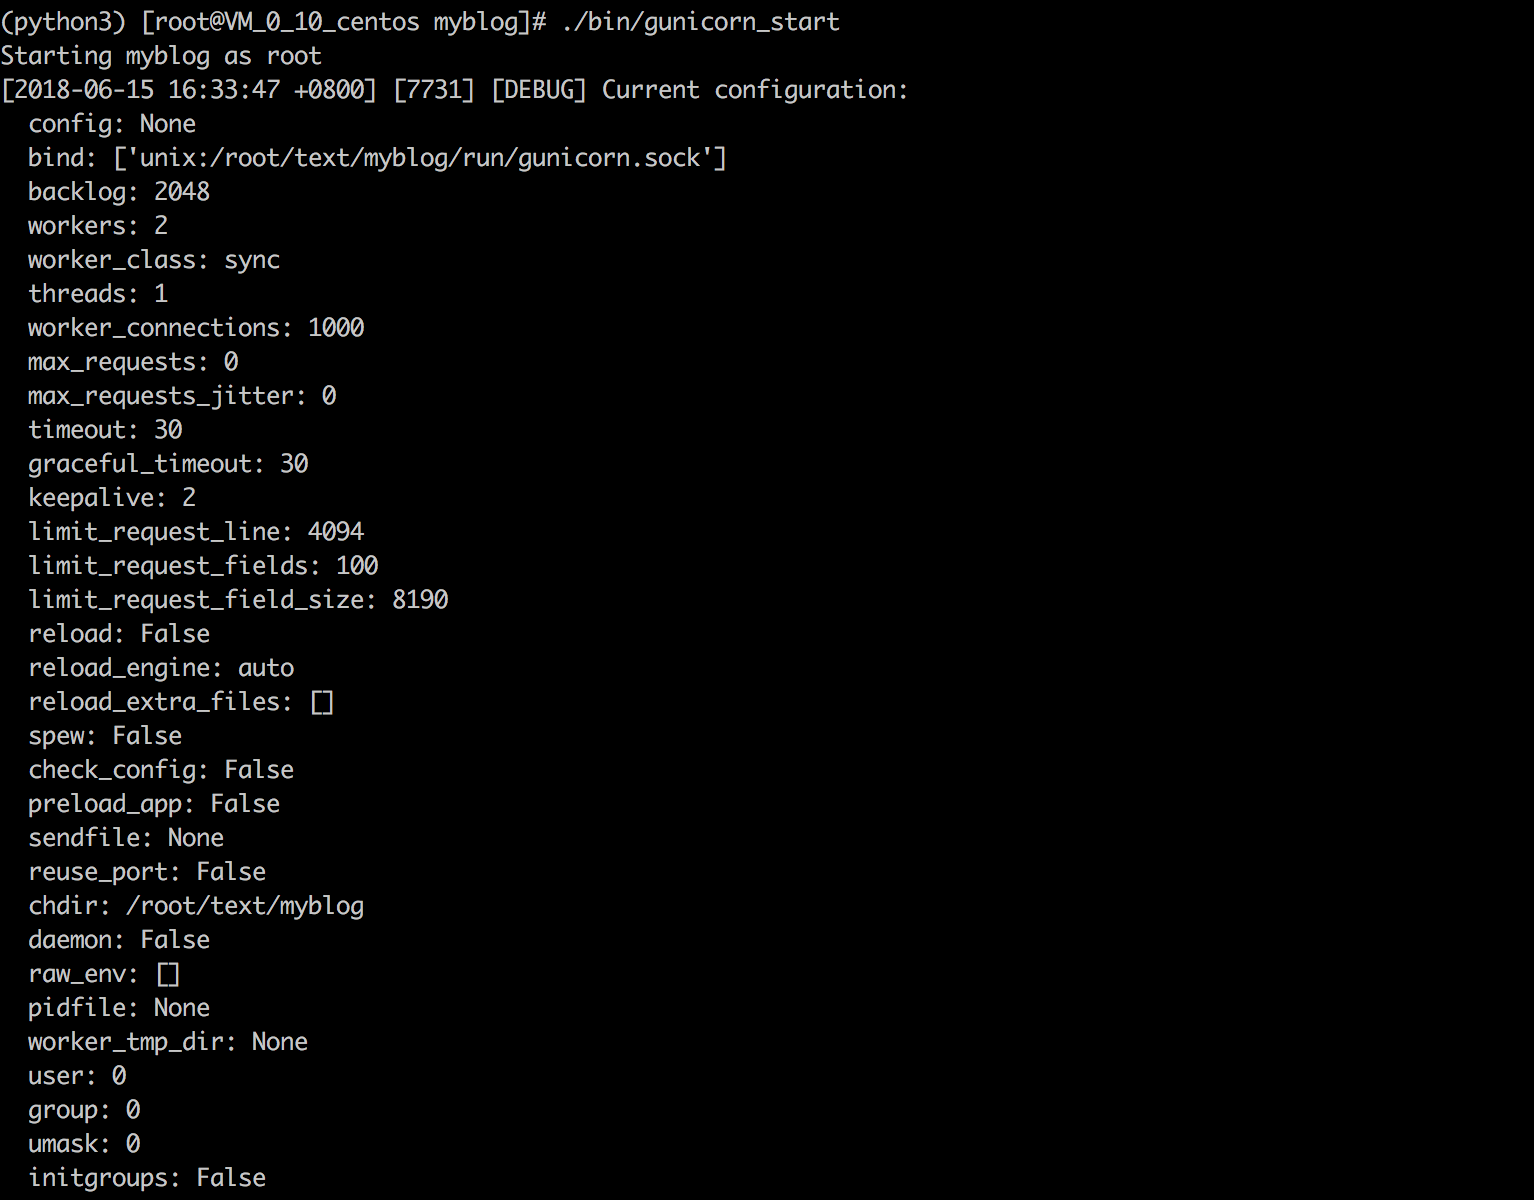 (python3) [root@VM_0_10_centos myblog]# ./bin/gunicorn_start
Starting myblog as root
[2018-06-15 16:33:47 +0800] [7731] [DEBUG] Current configuration:
  config: None
  bind: ['unix:/root/text/myblog/run/gunicorn.sock']
  backlog: 2048
  workers: 2
  worker_class: sync
  threads: 1
  worker_connections: 1000
  max_requests: 0
  max_requests_jitter: 0
  timeout: 30
  graceful_timeout: 30
  keepalive: 2
  limit_request_line: 4094
  limit_request_fields: 100
  limit_request_field_size: 8190
  reload: False
  reload_engine: auto
  reload_extra_files: []
  spew: False
  check_config: False
  preload_app: False
  sendfile: None
  reuse_port: False
  chdir: /root/text/myblog
  daemon: False
  raw_env: []
  pidfile: None
  worker_tmp_dir: None
  user: 0
  group: 0
  umask: 0
  initgroups: False